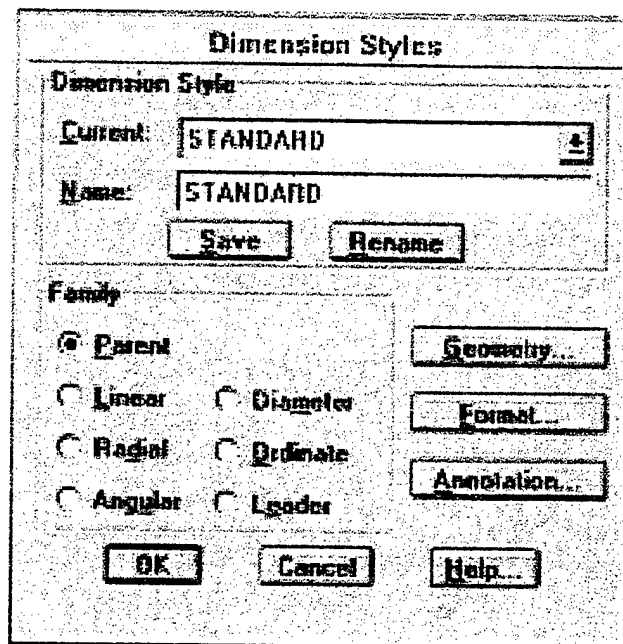 Dimension Styles
Dimension Style
Current: STANDARD
Name: STANDARD
Save Rename
Family
Parent
Geometry...
Linear Diameter
Format...
Radial Ordinate
Annotation...
Angular Leader
OK Cancel Help...